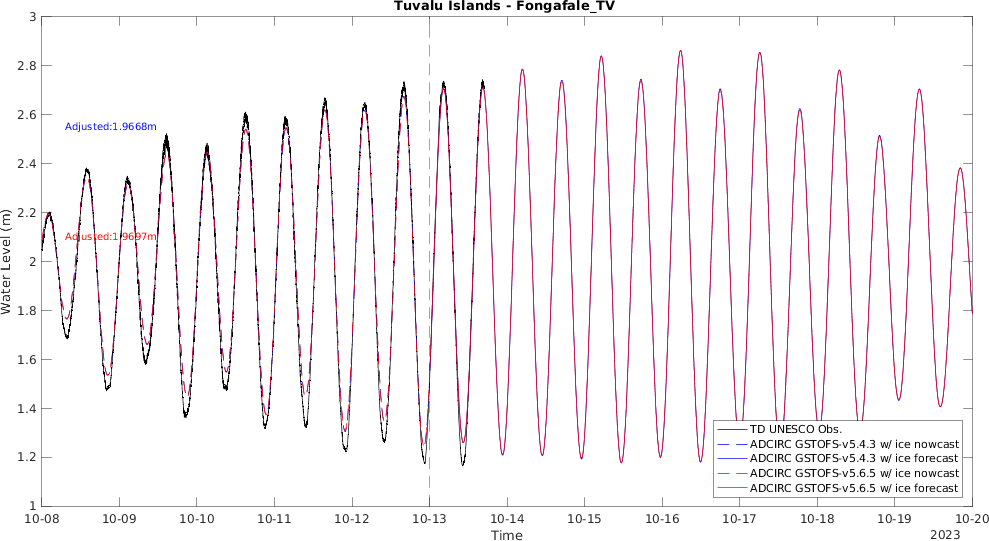 Tuvalu Islands - Fongafale_TV
3
2.8
2.6
2.4
2.2
2
1.8
1.6
1.4
1.2
1
Water Level (m)
Adjusted:1.9668m
Adjusted:1.9697m
TD UNESCO Obs.
ADCIRC GSTOFS-v5.4.3 w/ ice nowcast
ADCIRC GSTOFS-v5.4.3 w/ ice forecast
ADCIRC GSTOFS-v5.6.5 w/ ice nowcast
ADCIRC GSTOFS-v5.6.5 w/ ice forecast
10-08 10-09 10-10 10-11 10-12 10-13 10-14 10-15 10-16 10-17 10-18 10-19 10-20
Time
2023